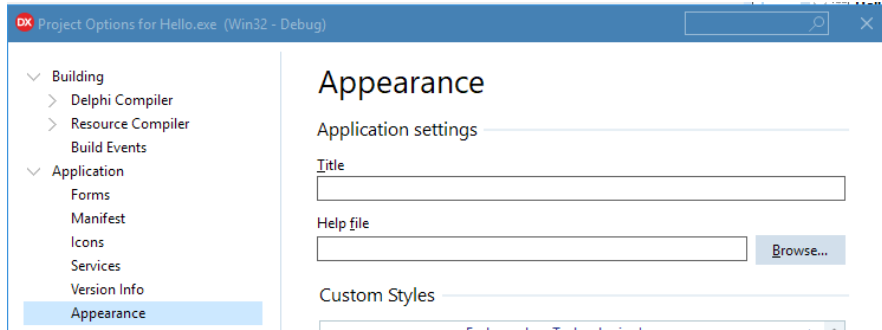 DX Project Options for Hello.exe (Win32 - Debug)
Building
Delphi Compiler
Resource Compiler
Build Events
Application
Forms
Manifest
Icons
Services
Version Info
Appearance
Appearance
Application settings
Title
Help file
Browse...
Custom Styles